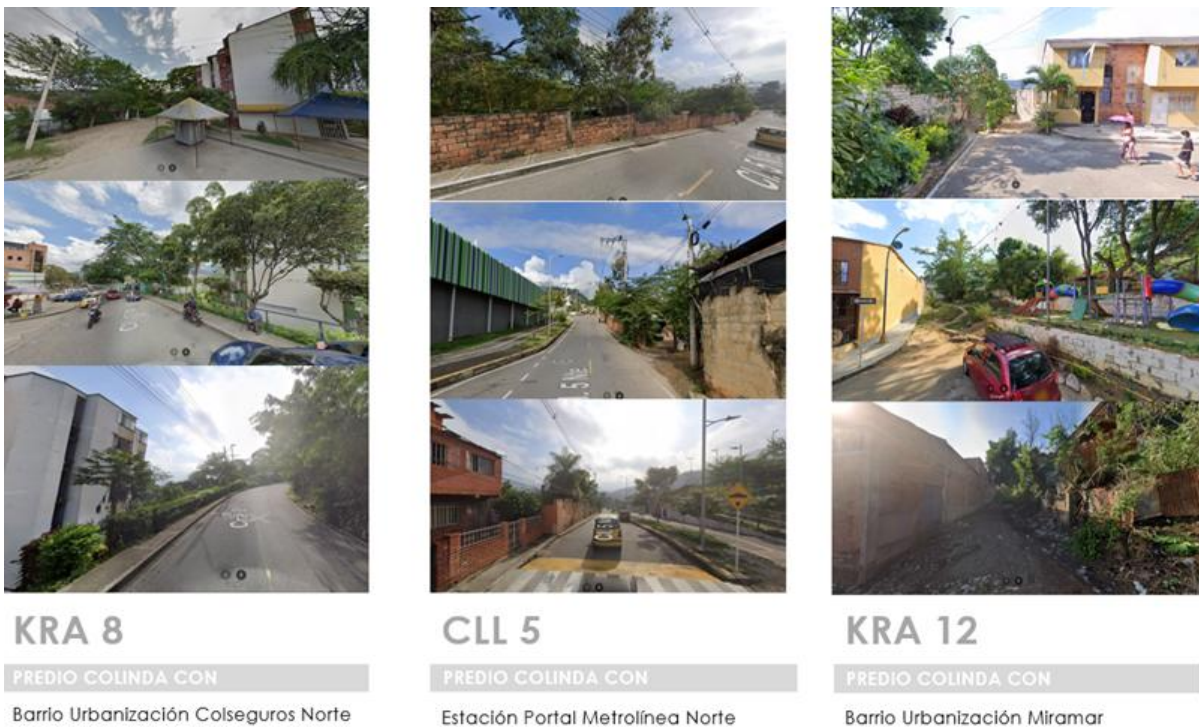 KRA 8
PREDIO COLINDA CON
Barrio Urbanización Colseguros Norte
CLL 5
PREDIO COLINDA CON
Estación Portal Metrolínea Norte
KRA 12
PREDIO COLINDA CON
Barrio Urbanización Miramar